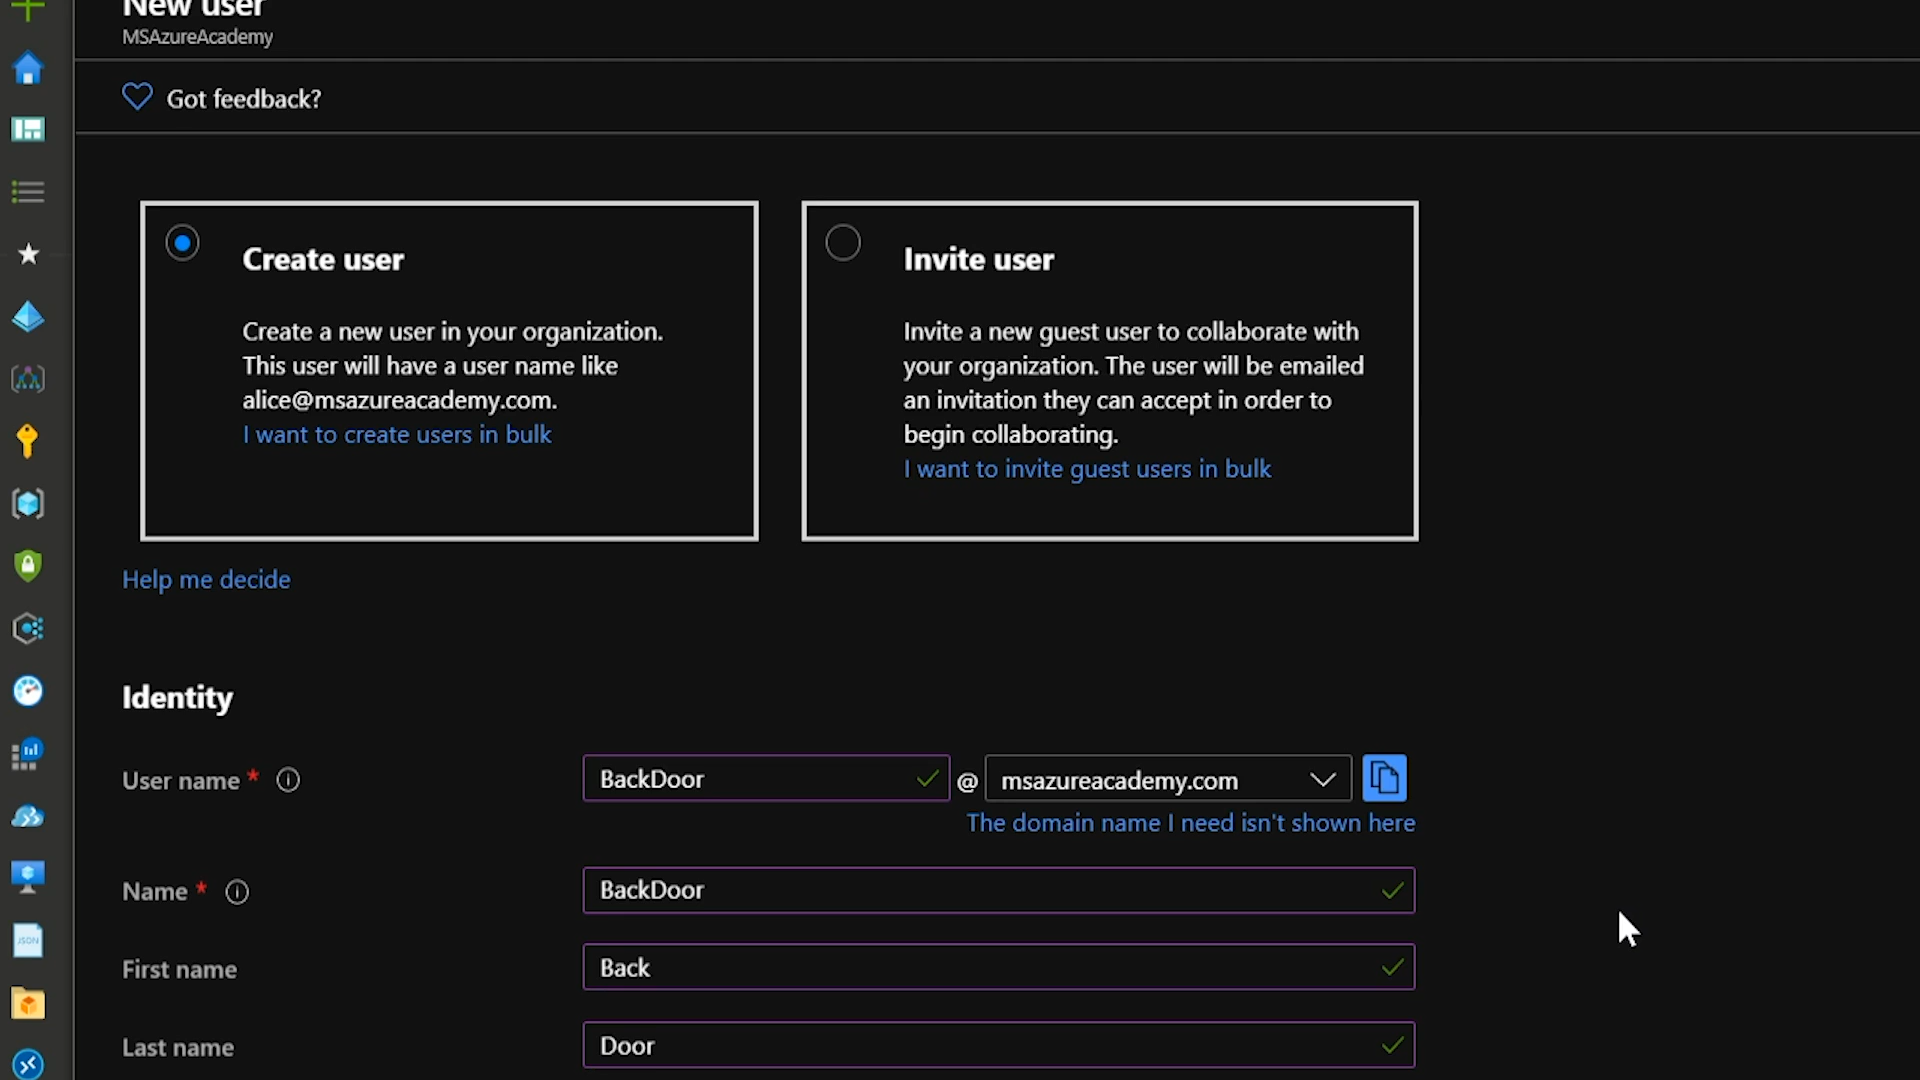 New user
MSAzureAcademy
Got feedback?
Create user
Create a new user in your organization.
This user will have a user name like
alice@msazureacademy.com.
I want to create users in bulk
Invite user
Invite a new guest user to collaborate with
your organization. The user will be emailed
an invitation they can accept in order to
begin collaborating.
I want to invite guest users in bulk
Help me decide
Identity
User name * BackDoor @ msazureacademy.com
The domain name I need isn't shown here
Name * BackDoor
First name Back
Last name Door
JSON